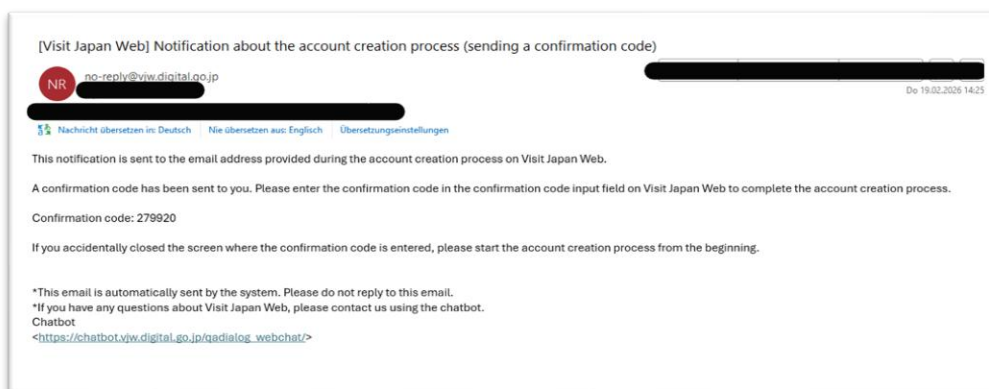 [Visit Japan Web] Notification about the account creation process (sending a confirmation code)
NR
no-reply@vjw.digital.go.jp
Do 19.02.2026 14:25
Nachricht übersetzen in: Deutsch Nie übersetzen aus: Englisch Übersetzungseinstellungen
This notification is sent to the email address provided during the account creation process on Visit Japan Web.
A confirmation code has been sent to you. Please enter the confirmation code in the confirmation code input field on Visit Japan Web to complete the account creation process.
Confirmation code: 279920
If you accidentally closed the screen where the confirmation code is entered, please start the account creation process from the beginning.
*This email is automatically sent by the system. Please do not reply to this email.
*If you have any questions about Visit Japan Web, please contact us using the chatbot.
Chatbot
<https://chatbot.vjw.digital.go.jp/qadialog_webchat/>